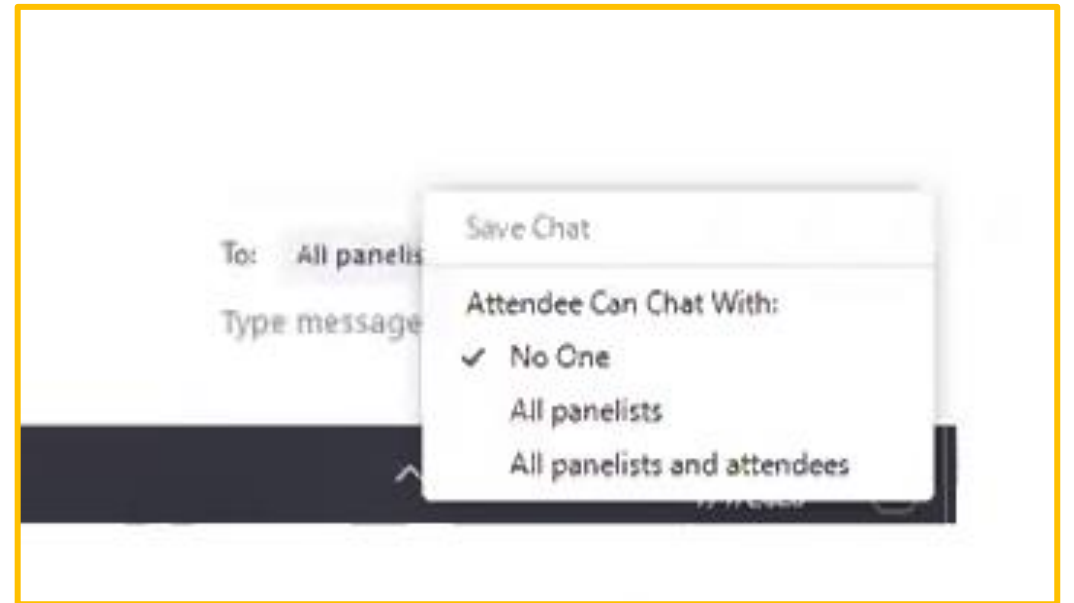 Save Chat
To: All panelis
Attendee Can Chat With:
Type message
No One
All panelists
All panelists and attendees